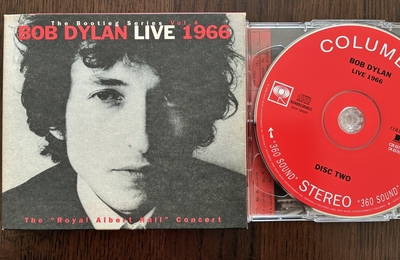 The Bootleg Series Vol. 4
BOB DYLAN LIVE 1966
The "Royal Albert Hall" Concert
COLUM
BOB DYLAN
LIVE 1966
"360 SOUND" STEREO "360 SOUND"
DISC TWO